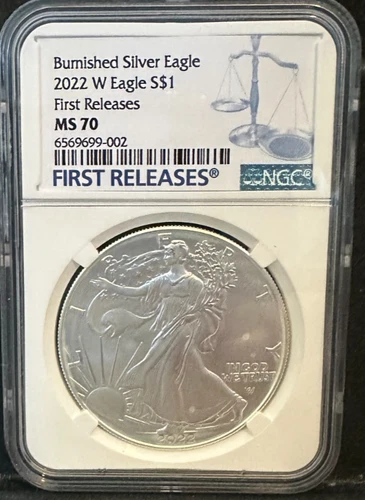 Burnished Silver Eagle
2022 W Eagle S$1
First Releases
MS 70
6569699-002
FIRST RELEASES®
NGC®
LIBERTY
IN GOD
WE TRUST
2022